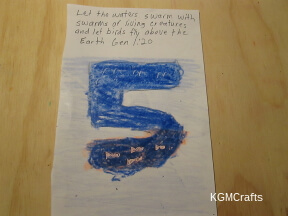 Let the waters swarm with
swarms of living creatures
and let birds fly above the
Earth Gen 1:20
5
KGMCrafts